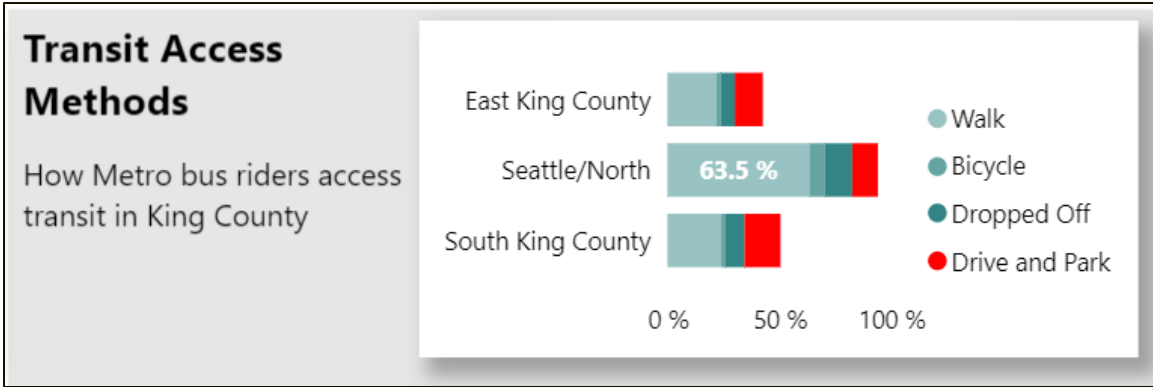 Transit Access
Methods
How Metro bus riders access
transit in King County
East King County
Seattle/North
63.5 %
South King County
0 %
50 %
100 %
Walk
Bicycle
Dropped Off
Drive and Park